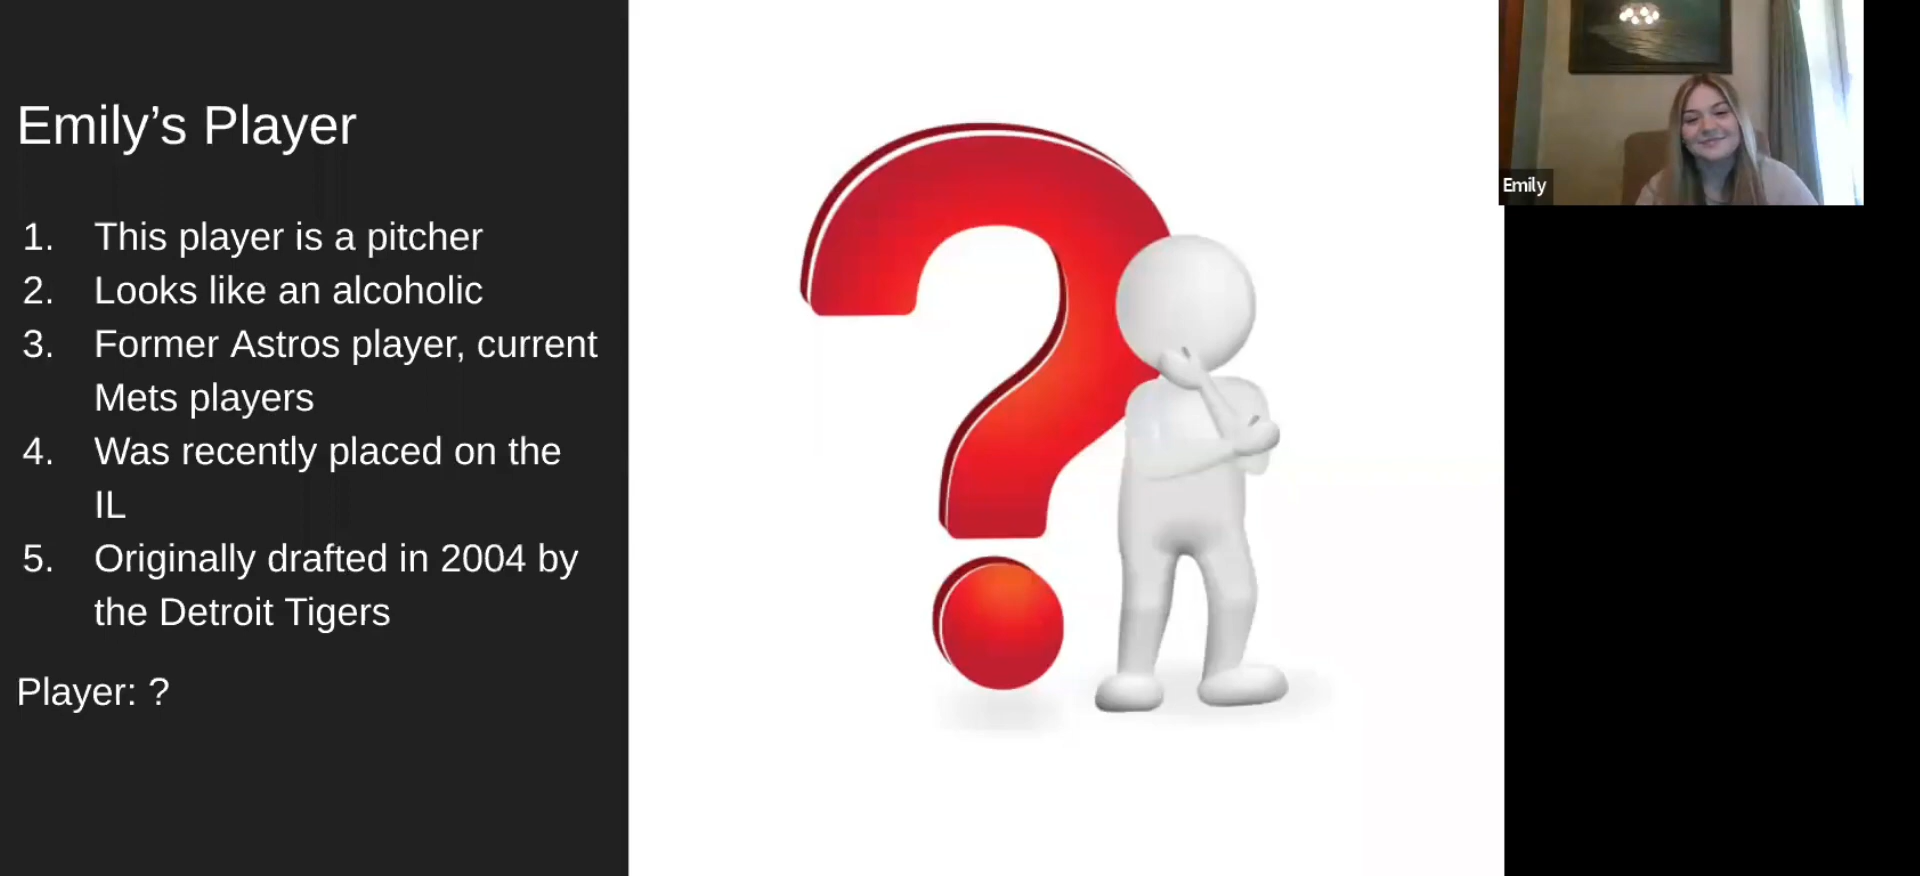 Emily’s Player
1. This player is a pitcher
2. Looks like an alcoholic
3. Former Astros player, current
Mets players
4. Was recently placed on the
IL
5. Originally drafted in 2004 by
the Detroit Tigers
Player: ?
Emily